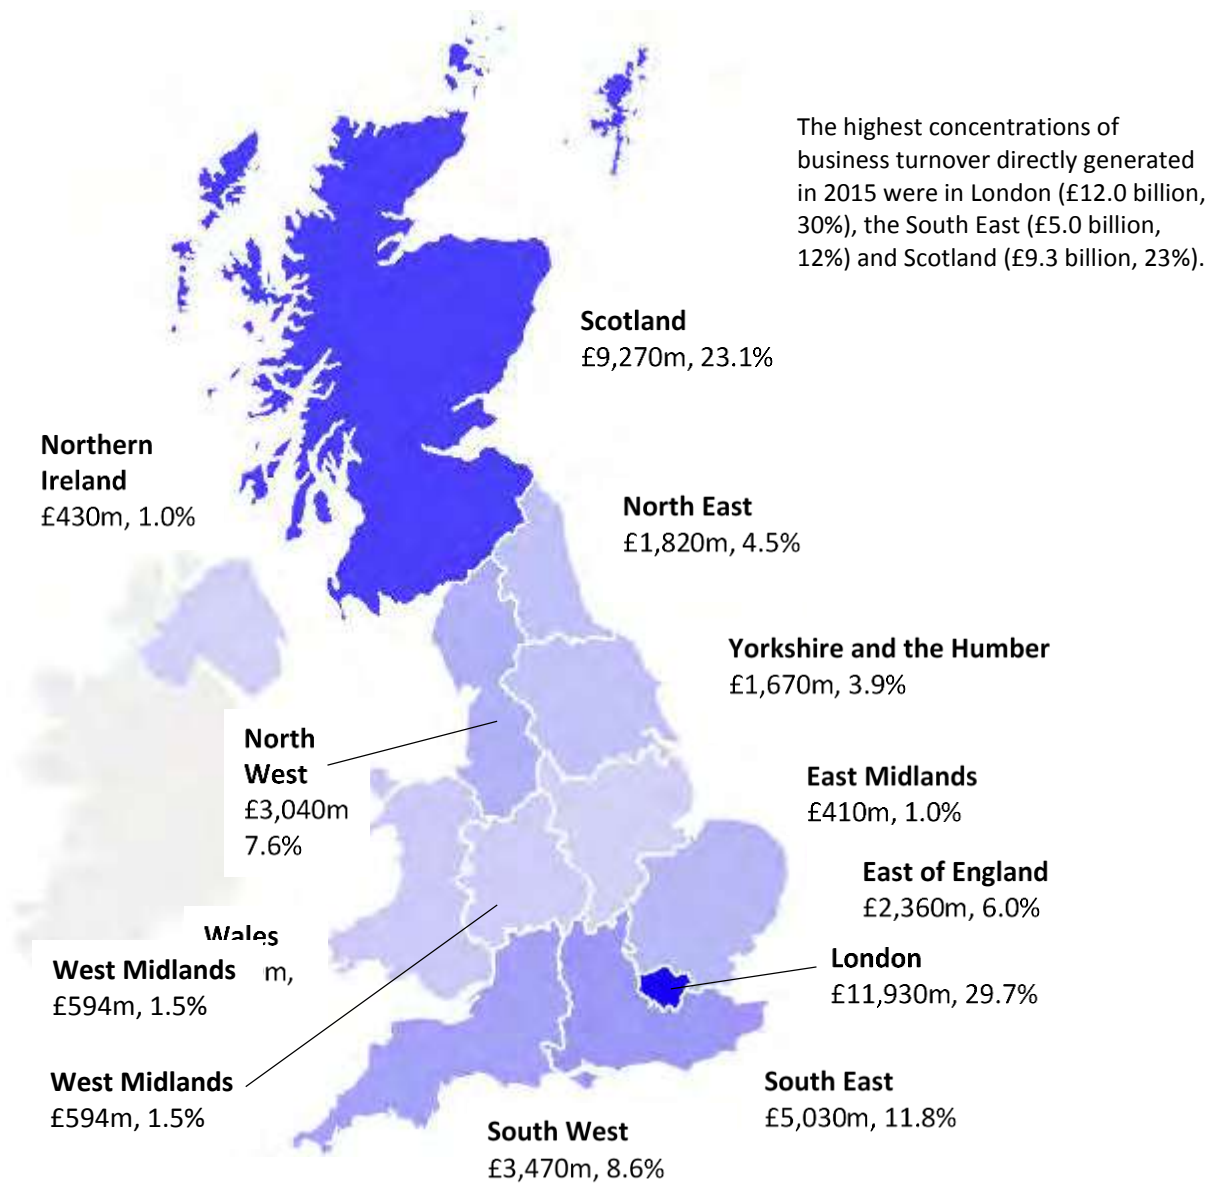 The highest concentrations of
business turnover directly generated
in 2015 were in London (£12.0 billion,
30%), the South East (£5.0 billion,
12%) and Scotland (£9.3 billion, 23%).
Scotland
£9,270m, 23.1%
Northern
Ireland
£430m, 1.0%
North East
£1,820m, 4.5%
Yorkshire and the Humber
£1,670m, 3.9%
North
West
£3,040m
7.6%
East Midlands
£410m, 1.0%
East of England
£2,360m, 6.0%
Wales
m,
West Midlands
£594m, 1.5%
London
£11,930m, 29.7%
West Midlands
£594m, 1.5%
South East
£5,030m, 11.8%
South West
£3,470m, 8.6%